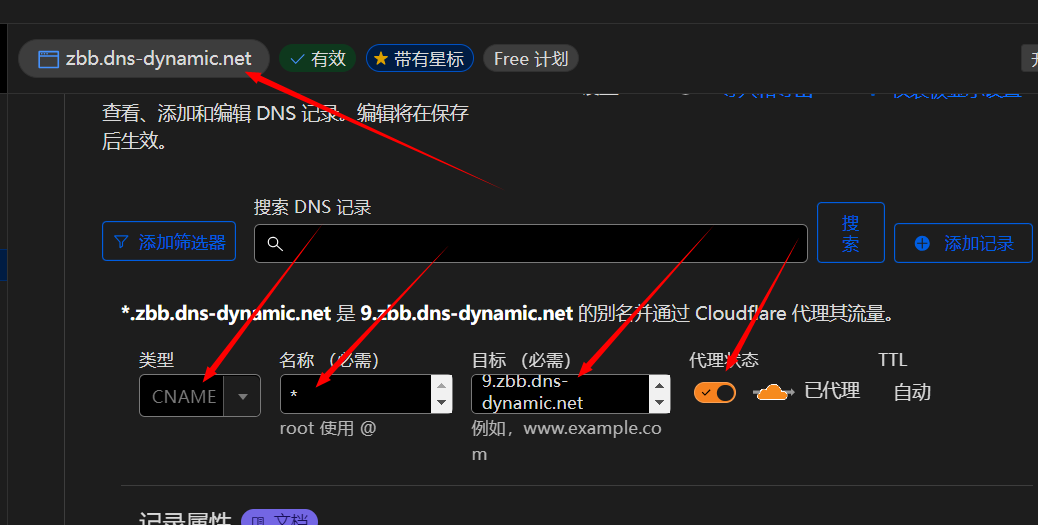 zbb.dns-dynamic.net 有效 带有星标 Free 计划
查看、添加和编辑 DNS 记录。编辑将在保存
后生效。
搜索 DNS 记录
添加筛选器 搜索 添加记录
*.zbb.dns-dynamic.net 是 9.zbb.dns-dynamic.net 的别名并通过 Cloudflare 代理其流量。
类型 名称 （必需） 目标 （必需） 代理状态 TTL
CNAME * 9.zbb.dns-
dynamic.net 已代理 自动
root 使用 @ 例如，www.example.co
m
记录属性 文档